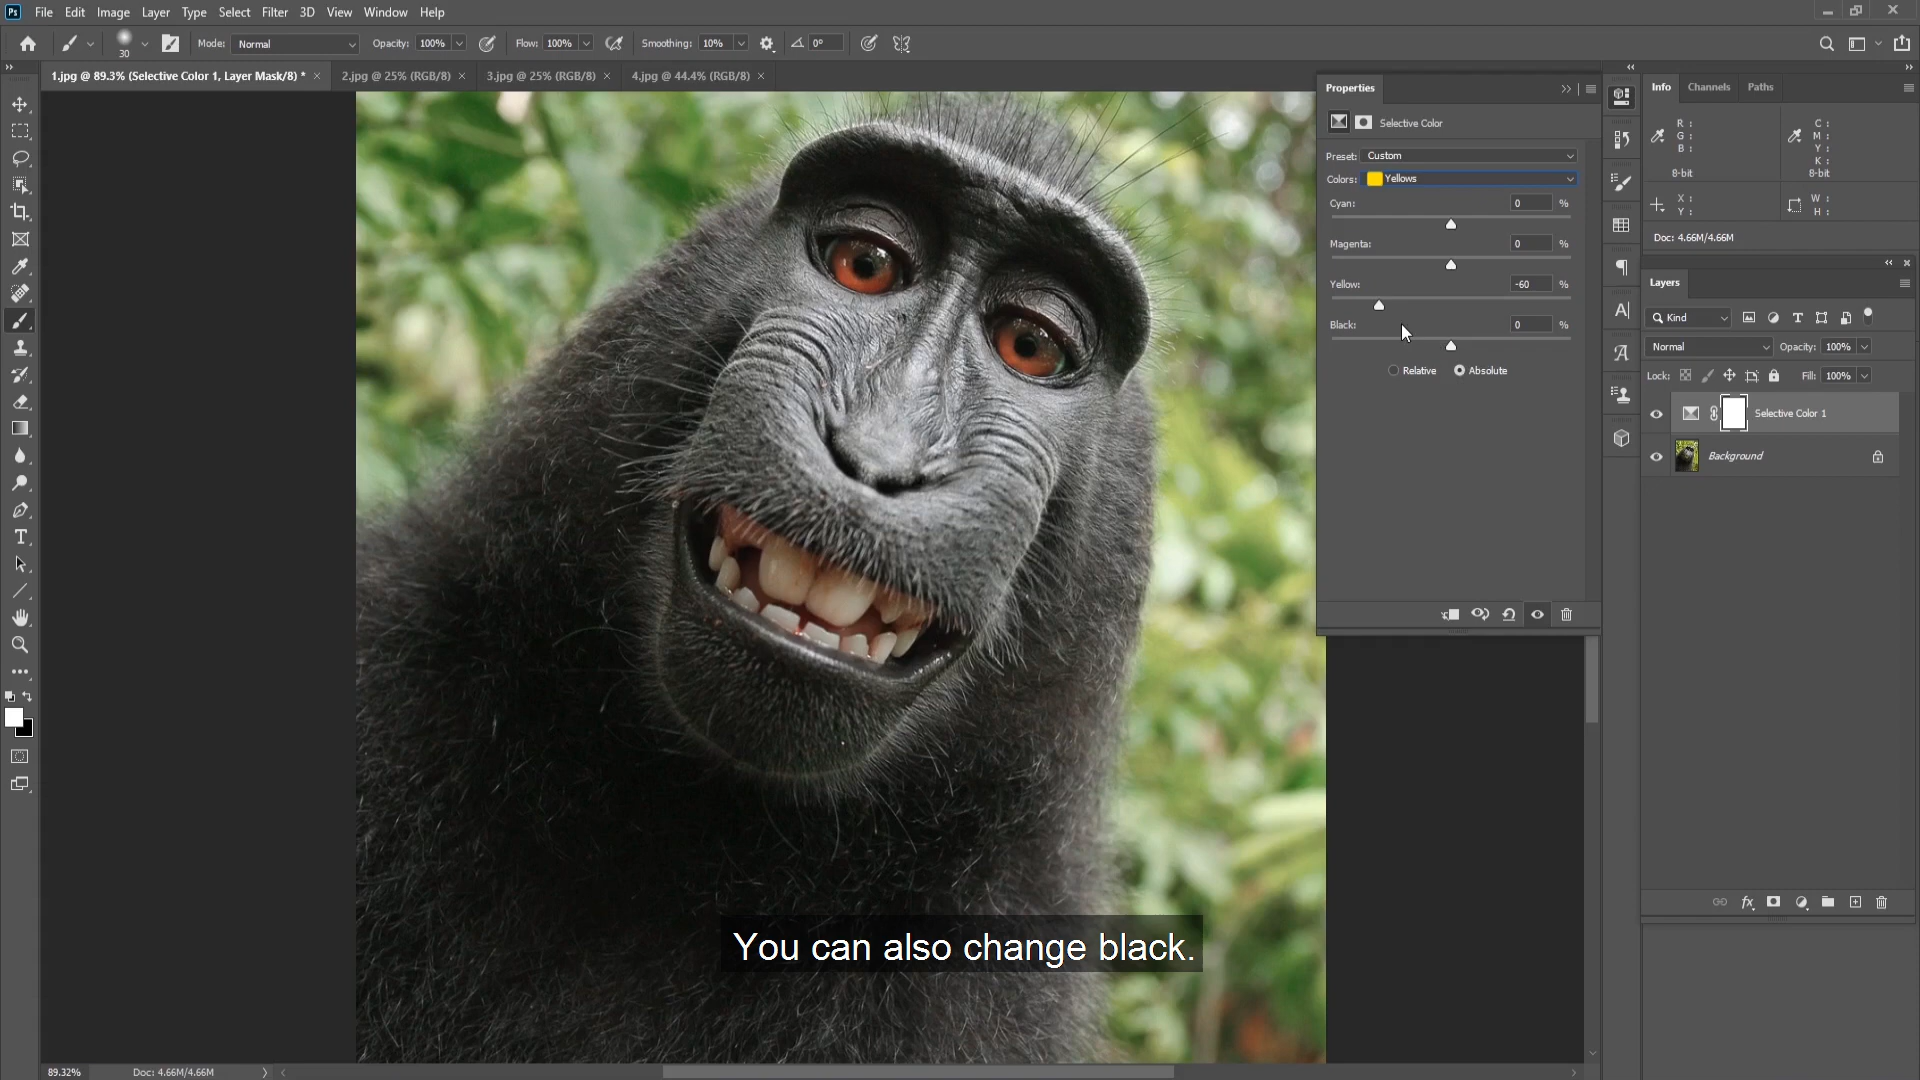 Ps File Edit Image Layer Type Select Filter 3D View Window Help
30 Mode: Normal Opacity: 100% Flow: 100% Smoothing: 10% 0°
1.jpg @ 89.3% (Selective Color 1, Layer Mask/8) * × 2.jpg @ 25% (RGB/8) × 3.jpg @ 25% (RGB/8) × 4.jpg @ 44.4% (RGB/8) ×
Properties
Selective Color
Preset: Custom
Colors: Yellows
Cyan: 0 %
Magenta: 0 %
Yellow: -60 %
Black: 0 %
Relative Absolute
Info Channels Paths
R : C :
G : M :
B : Y :
K :
8-bit 8-bit
X : W :
Y : H :
Doc: 4.66M/4.66M
Layers
Kind
Normal Opacity: 100%
Lock: Fill: 100%
Selective Color 1
Background
fx
You can also change black.
89.32% Doc: 4.66M/4.66M